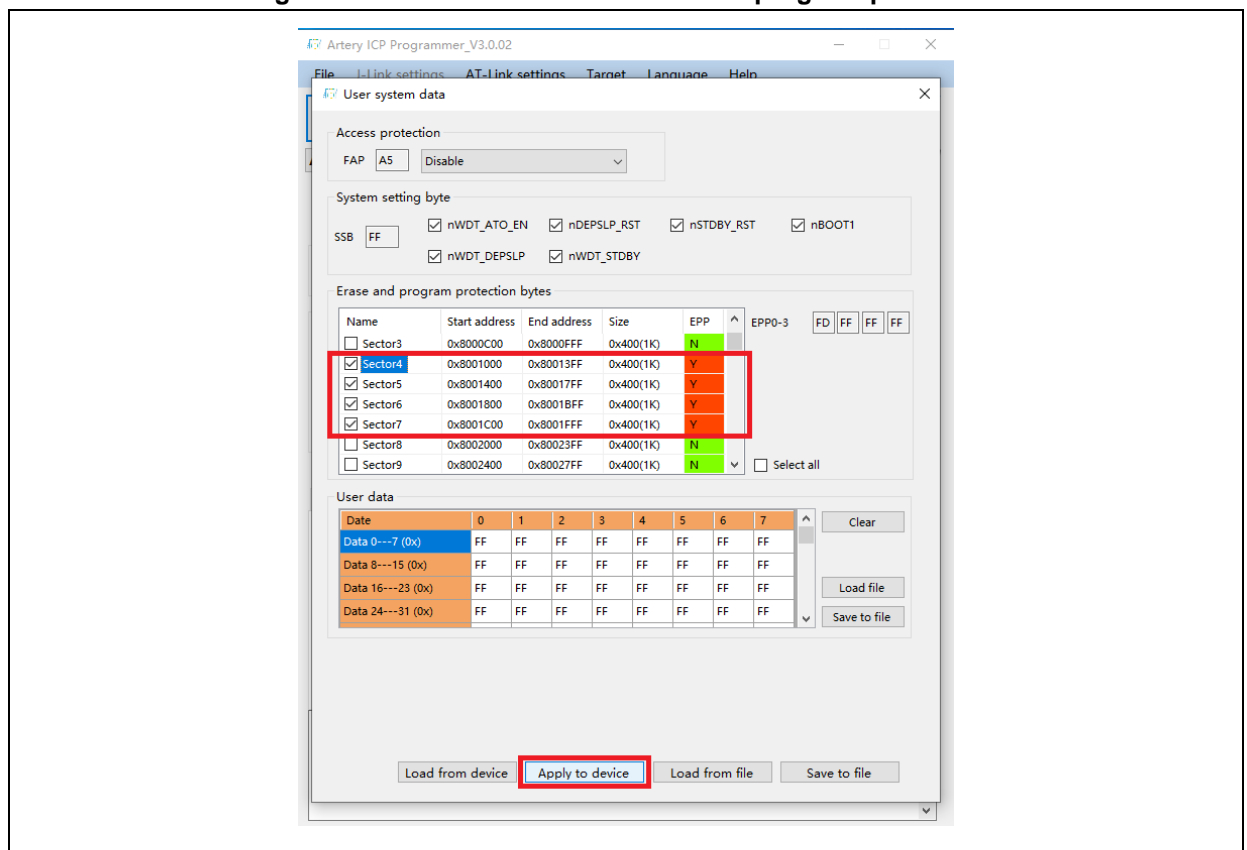 Artery ICP Programmer_V3.0.02
File J-Link settings AT-Link settings Target Language Help
User system data
Access protection
FAP A5 Disable
System setting byte
SSB FF
nWDT_ATO_EN nDEPSLP_RST nSTDBY_RST nBOOT1
nWDT_DEPSLP nWDT_STDBY
Erase and program protection bytes
Name Start address End address Size EPP
EPP0-3 FD FF FF FF
Sector3 0x8000C00 0x8000FFF 0x400(1K) N
Sector4 0x8001000 0x80013FF 0x400(1K) Y
Sector5 0x8001400 0x80017FF 0x400(1K) Y
Sector6 0x8001800 0x8001BFF 0x400(1K) Y
Sector7 0x8001C00 0x8001FFF 0x400(1K) Y
Sector8 0x8002000 0x80023FF 0x400(1K) N
Sector9 0x8002400 0x80027FF 0x400(1K) N
Select all
User data
Date 0 1 2 3 4 5 6 7
Clear
Data 0---7 (0x) FF FF FF FF FF FF FF FF
Data 8---15 (0x) FF FF FF FF FF FF FF FF
Data 16---23 (0x) FF FF FF FF FF FF FF FF
Load file
Data 24---31 (0x) FF FF FF FF FF FF FF FF
Save to file
Load from device Apply to device Load from file Save to file